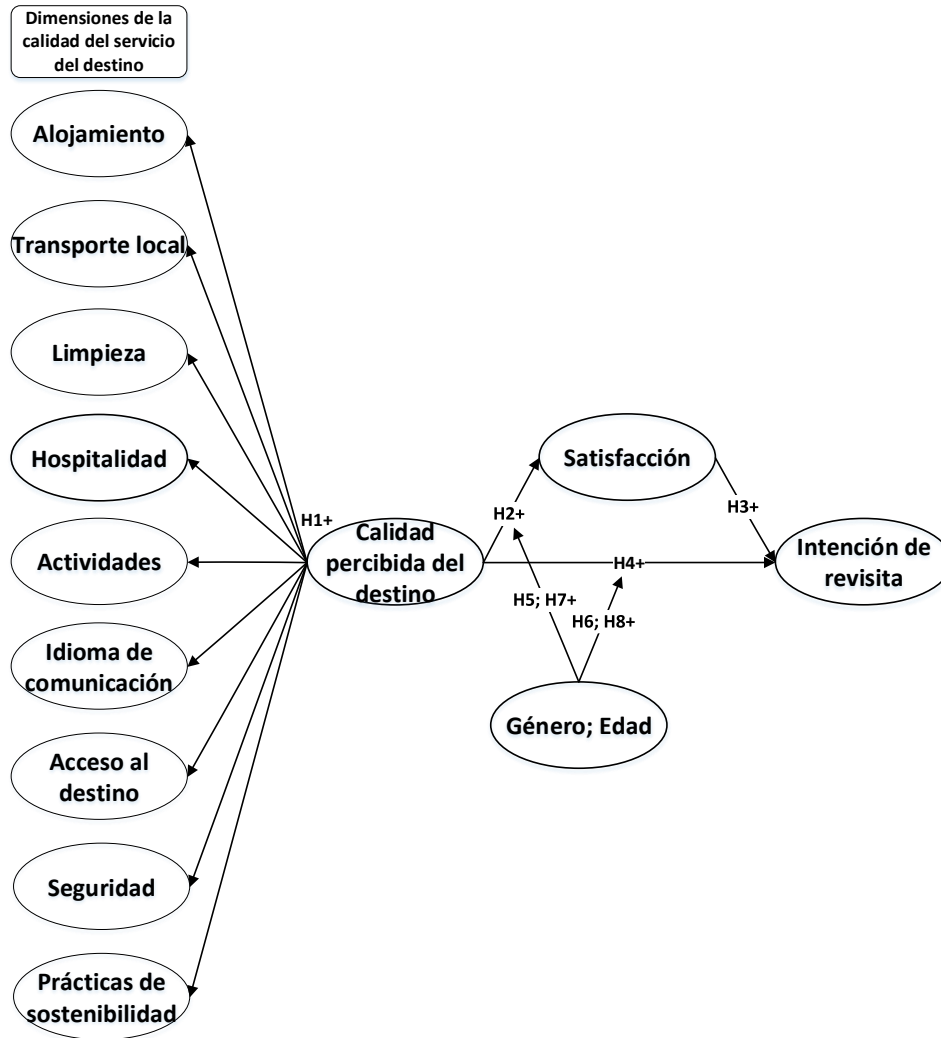 Dimensiones de la
calidad del servicio
del destino
Alojamiento
Transporte local
Limpieza
Hospitalidad
Actividades
Idioma de
comunicación
Acceso al
destino
Seguridad
Prácticas de
sostenibilidad
H1+
Calidad
percibida del
destino
H2+
Satisfacción
H3+
H4+
Intención de
revisita
H5; H7+
H6; H8+
Género; Edad